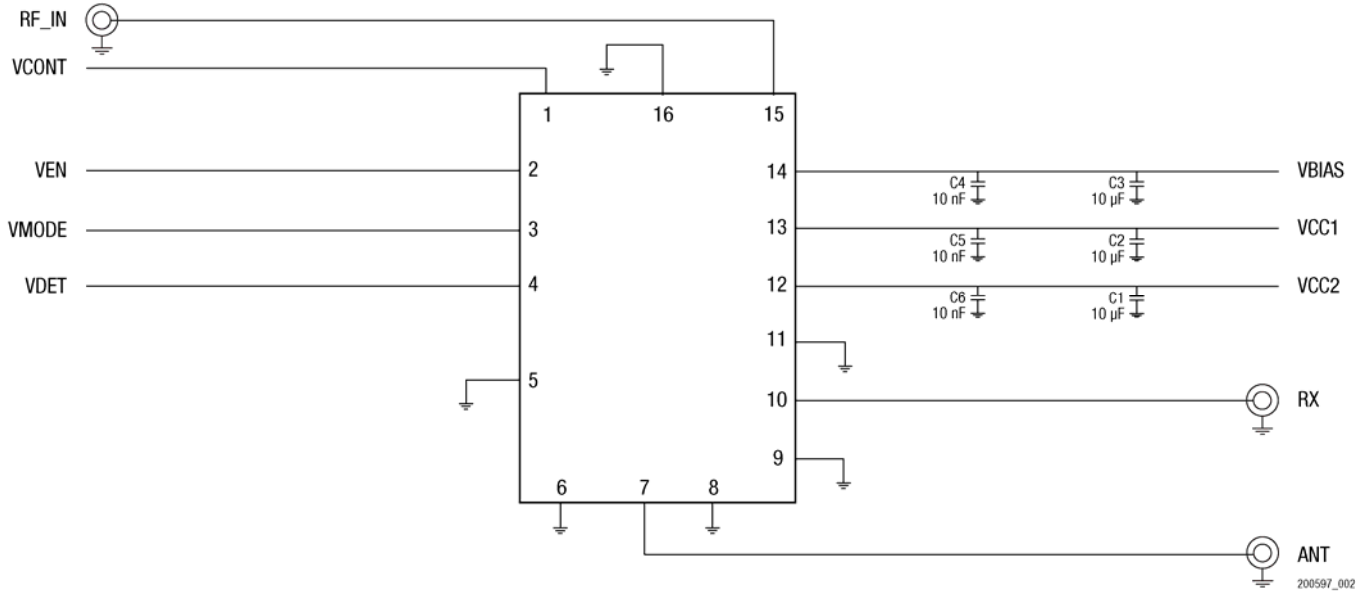 RF_IN
VCONT
1 16 15
VEN 2 14 VBIAS
C4 10 nF
C3 10 µF
VMODE 3 13 VCC1
C5 10 nF
C2 10 µF
VDET 4 12 VCC2
C6 10 nF
C1 10 µF
11
5 10 RX
9
6 7 8
ANT
200597_002